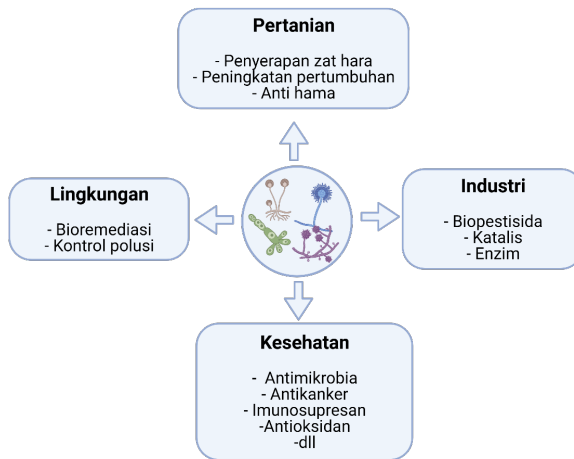 Pertanian
- Penyerapan zat hara
- Peningkatan pertumbuhan
- Anti hama
Lingkungan
- Bioremediasi
- Kontrol polusi
Industri
- Biopestisida
- Katalis
- Enzim
Kesehatan
- Antimikrobia
- Antikanker
- Imunosupresan
-Antioksidan
-dll